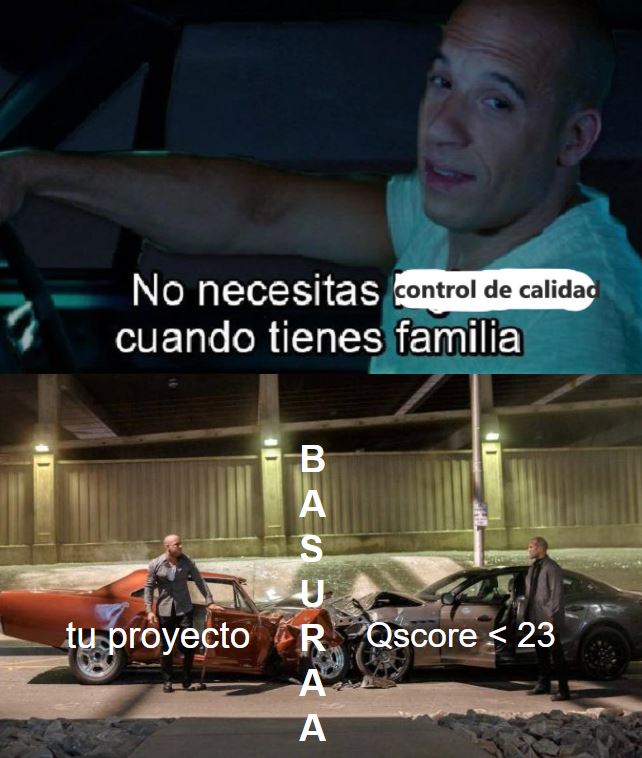 No necesitas control de calidad
cuando tienes familia
B
A
S
U
R
A
A
tu proyecto
Qscore < 23